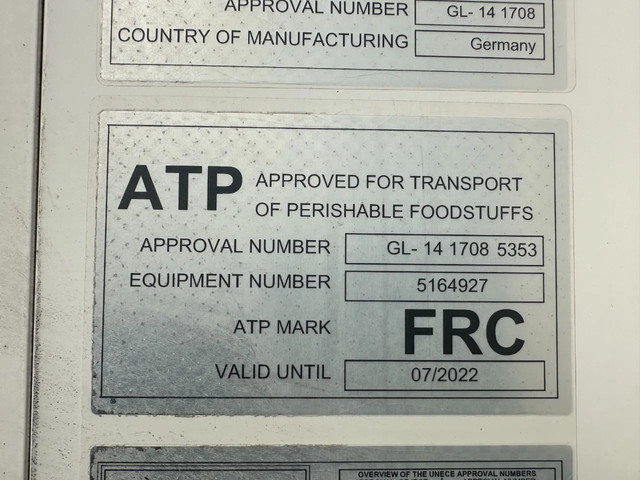 APPROVAL NUMBER GL- 14 1708
COUNTRY OF MANUFACTURING Germany
ATP APPROVED FOR TRANSPORT
OF PERISHABLE FOODSTUFFS
APPROVAL NUMBER GL- 14 1708 5353
EQUIPMENT NUMBER 5164927
ATP MARK FRC
VALID UNTIL 07/2022
OVERVIEW OF THE UNECE APPROVAL NUMBERS